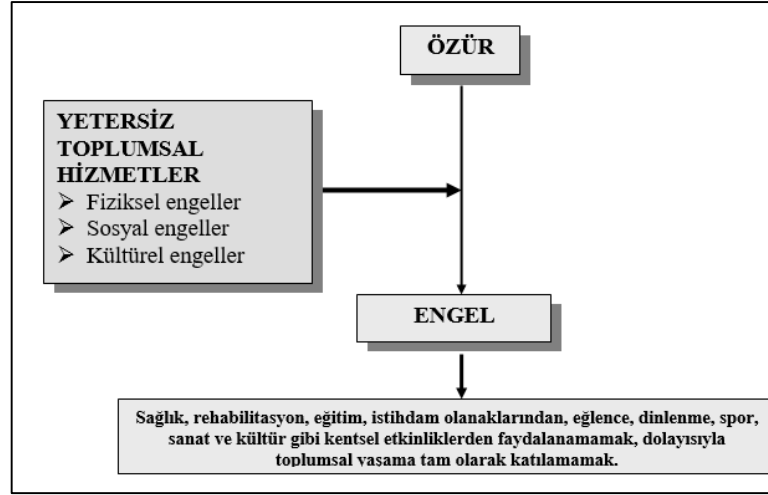 ÖZÜR
YETERSİZ
TOPLUMSAL
HİZMETLER
➢ Fiziksel engeller
➢ Sosyal engeller
➢ Kültürel engeller
ENGEL
Sağlık, rehabilitasyon, eğitim, istihdam olanaklarından, eğlence, dinlenme, spor,
sanat ve kültür gibi kentsel etkinliklerden faydalanamamak, dolayısıyla
toplumsal yaşama tam olarak katılamamak.